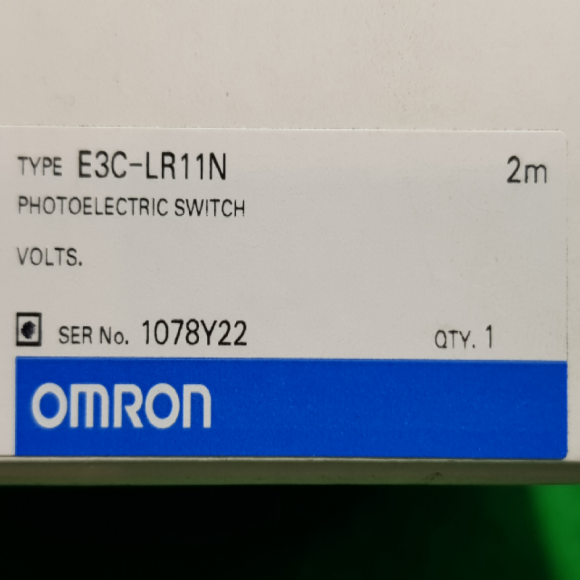 TYPE E3C-LR11N 2m
PHOTOELECTRIC SWITCH
VOLTS.
SER No. 1078Y22 QTY. 1
OMRON